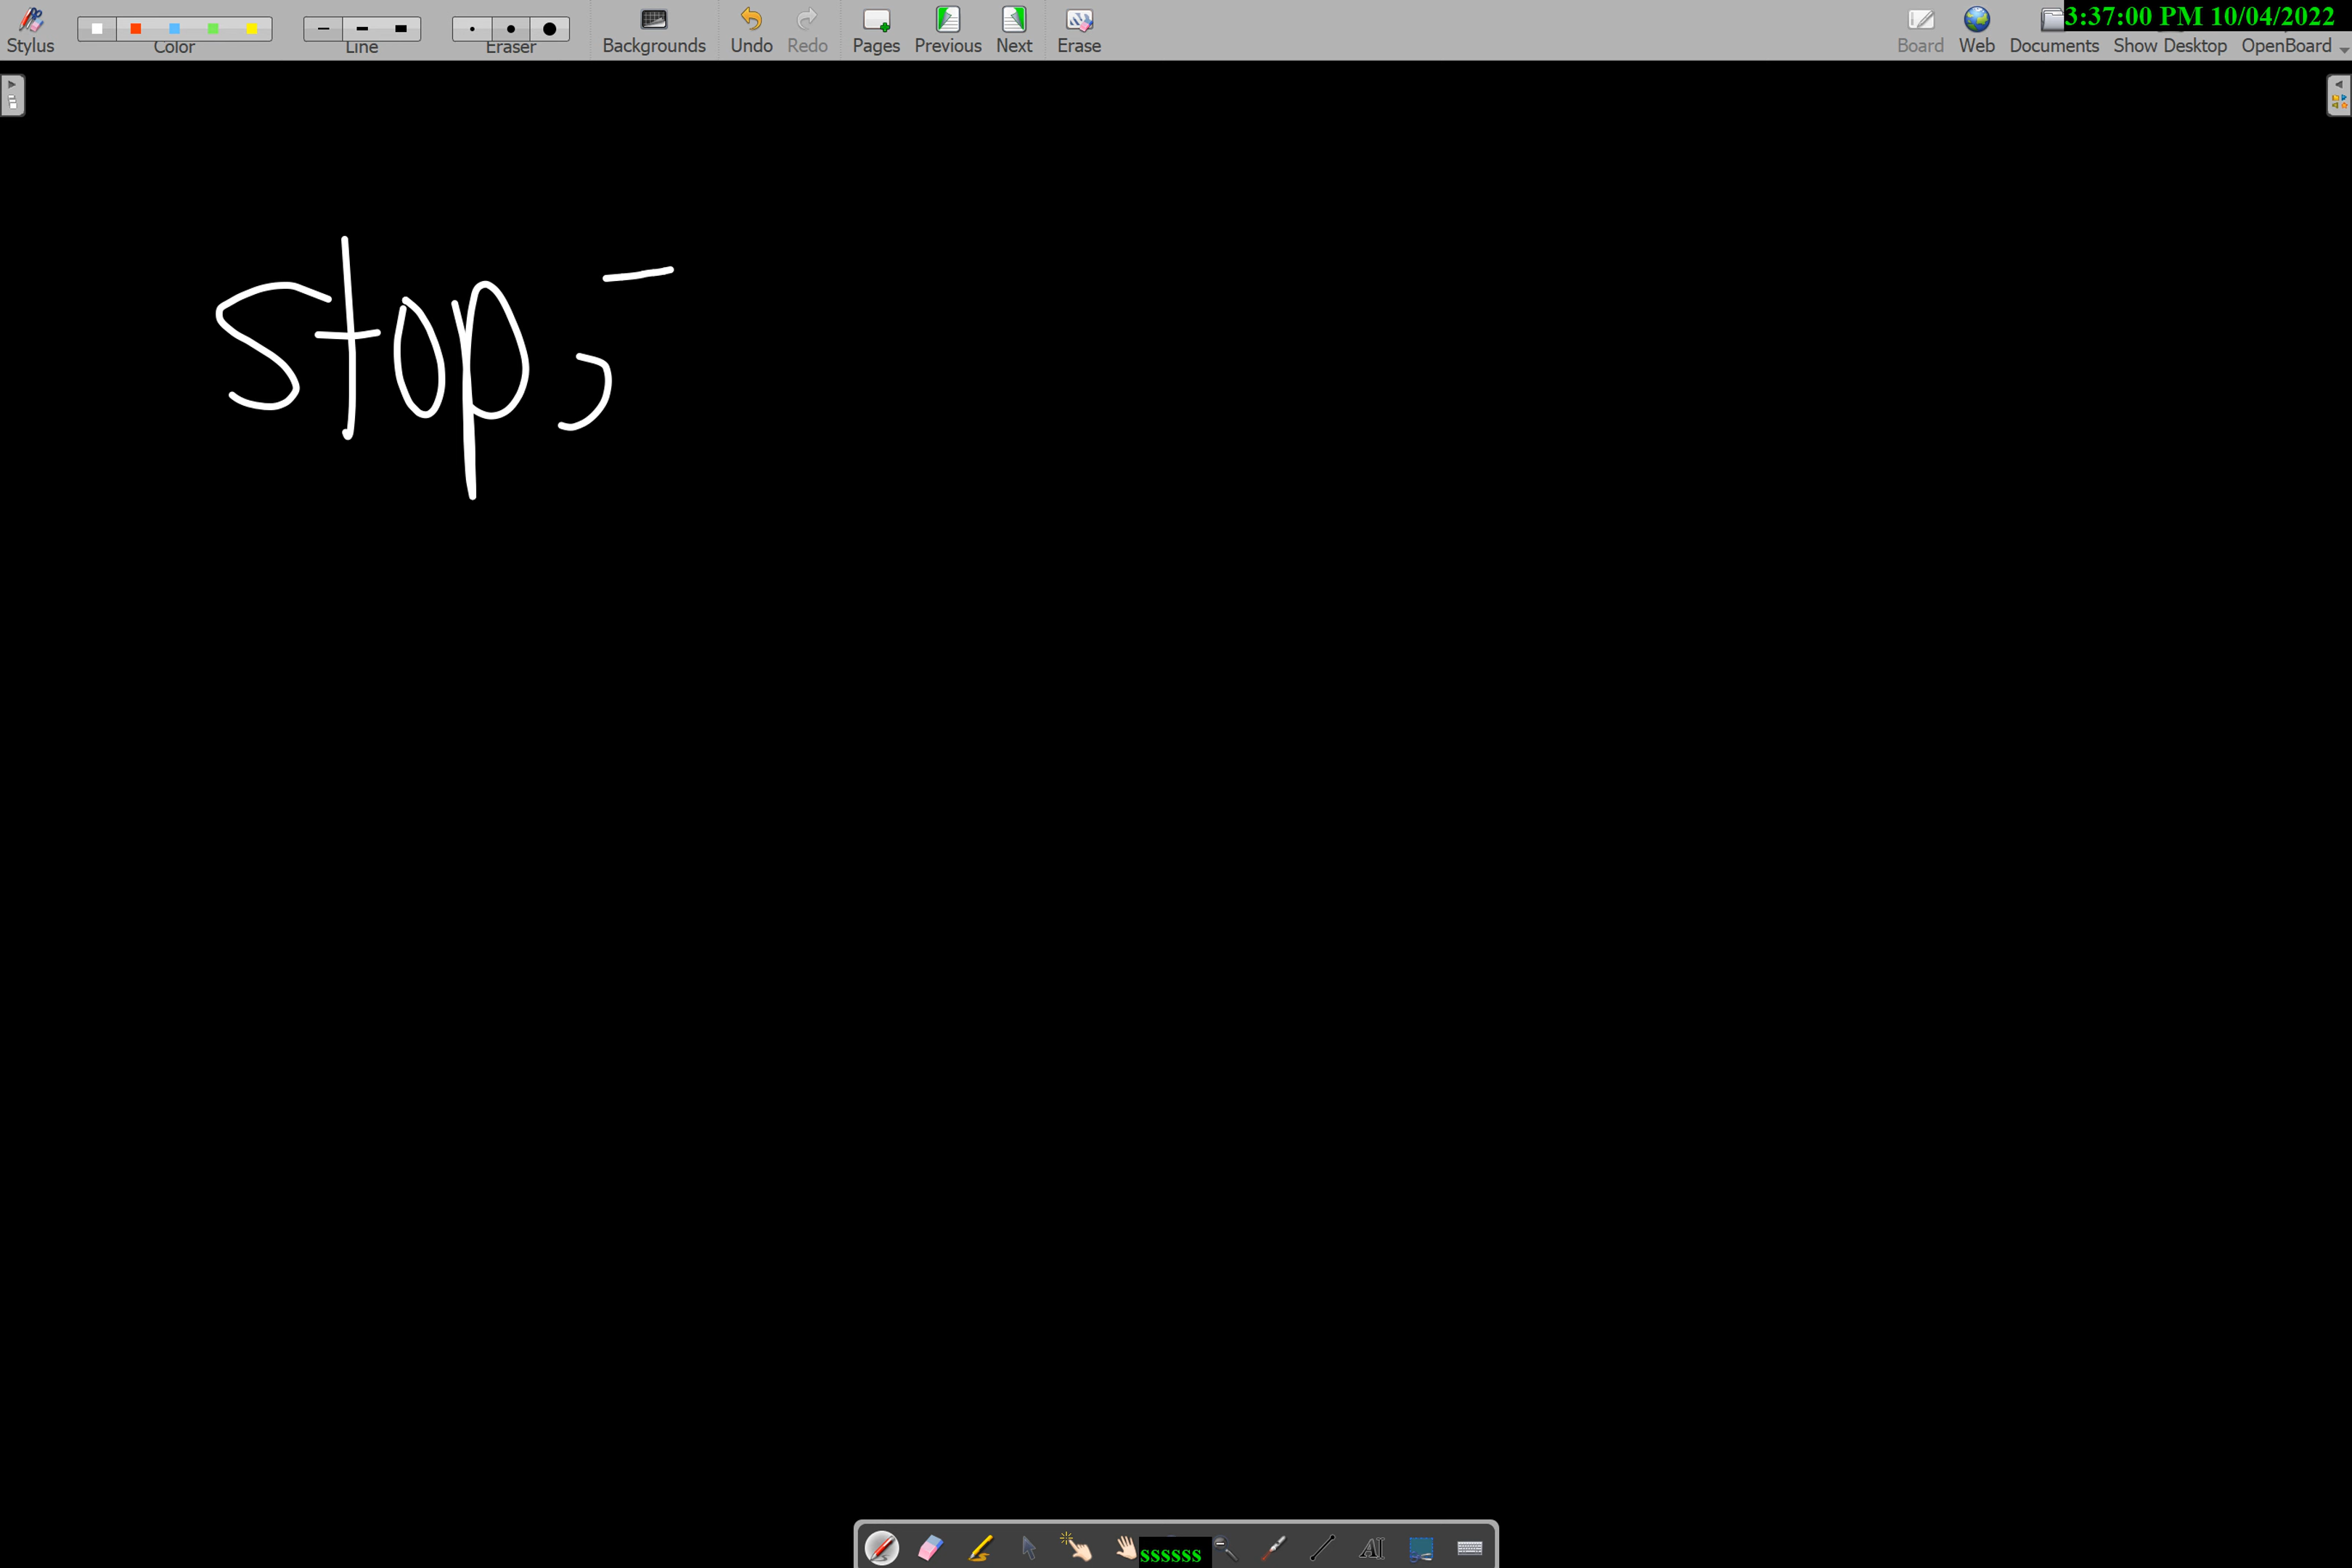 3:37:00 PM 10/04/2022
Stylus Color Line Eraser Backgrounds Undo Redo Pages Previous Next Erase Board Web Documents Show Desktop OpenBoard
stop, -
AI ssssss